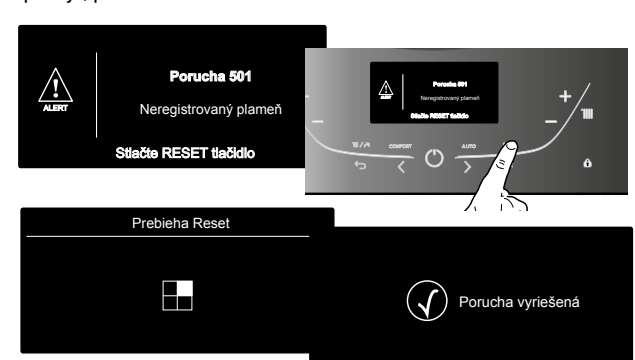 Porucha 501
ALERT
Neregistrovaný plameň
Stlačte RESET tlačidlo
Porucha 501
ALERT
Neregistrovaný plameň
Stlačte RESET tlačidlo
COMFORT
AUTO
Prebieha Reset
Porucha vyriešená